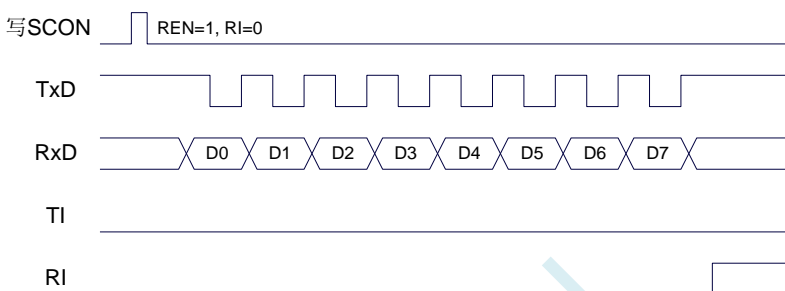 写SCON REN=1, RI=0
TxD
RxD D0 D1 D2 D3 D4 D5 D6 D7
TI
RI